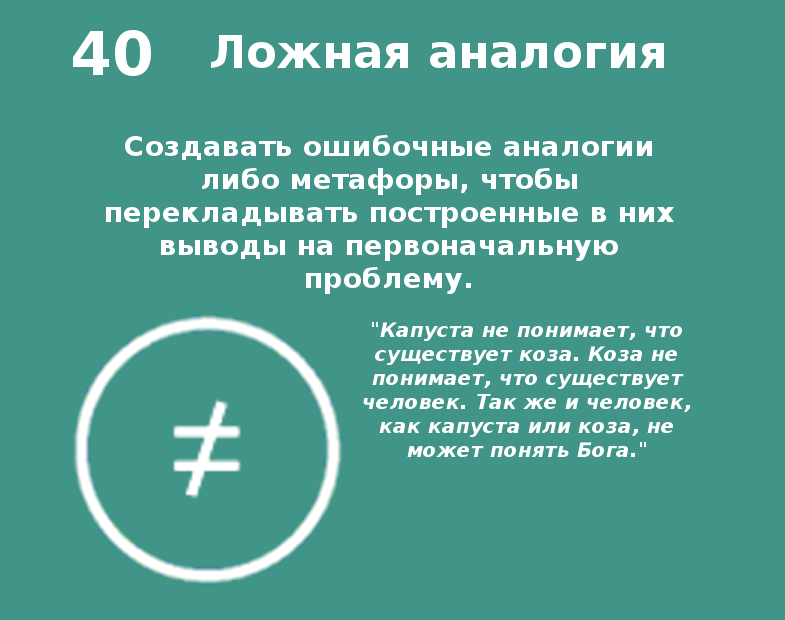 40 Ложная аналогия
Создавать ошибочные аналогии
либо метафоры, чтобы
перекладывать построенные в них
выводы на первоначальную
проблему.
"Капуста не понимает, что
существует коза. Коза не
понимает, что существует
человек. Так же и человек,
как капуста или коза, не
может понять Бога."
≠